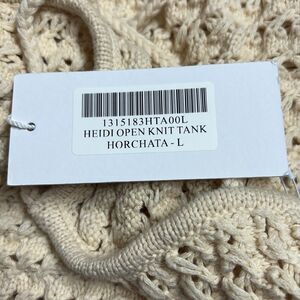 1315183HTA00L
HEIDI OPEN KNIT TANK
HORCHATA - L